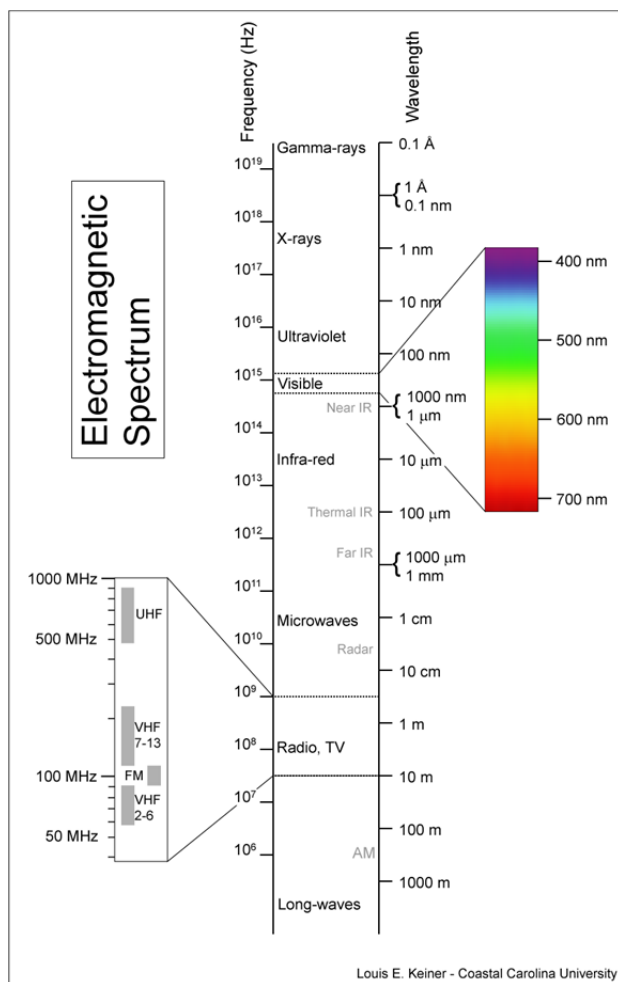 Frequency (Hz)
Wavelength
Electromagnetic
Spectrum
Gamma-rays
X-rays
Ultraviolet
Visible
Near IR
Infra-red
Thermal IR
Far IR
Microwaves
Radar
Radio, TV
AM
Long-waves
10¹⁹
10¹⁸
10¹⁷
10¹⁶
10¹⁵
10¹⁴
10¹³
10¹²
10¹¹
10¹⁰
10⁹
10⁸
10⁷
10⁶
0.1 Å
1 Å
0.1 nm
1 nm
10 nm
100 nm
1000 nm
1 µm
10 µm
100 µm
1000 µm
1 mm
1 cm
10 cm
1 m
10 m
100 m
1000 m
400 nm
500 nm
600 nm
700 nm
1000 MHz
500 MHz
100 MHz
50 MHz
UHF
VHF
7-13
FM
VHF
2-6
Louis E. Keiner - Coastal Carolina University